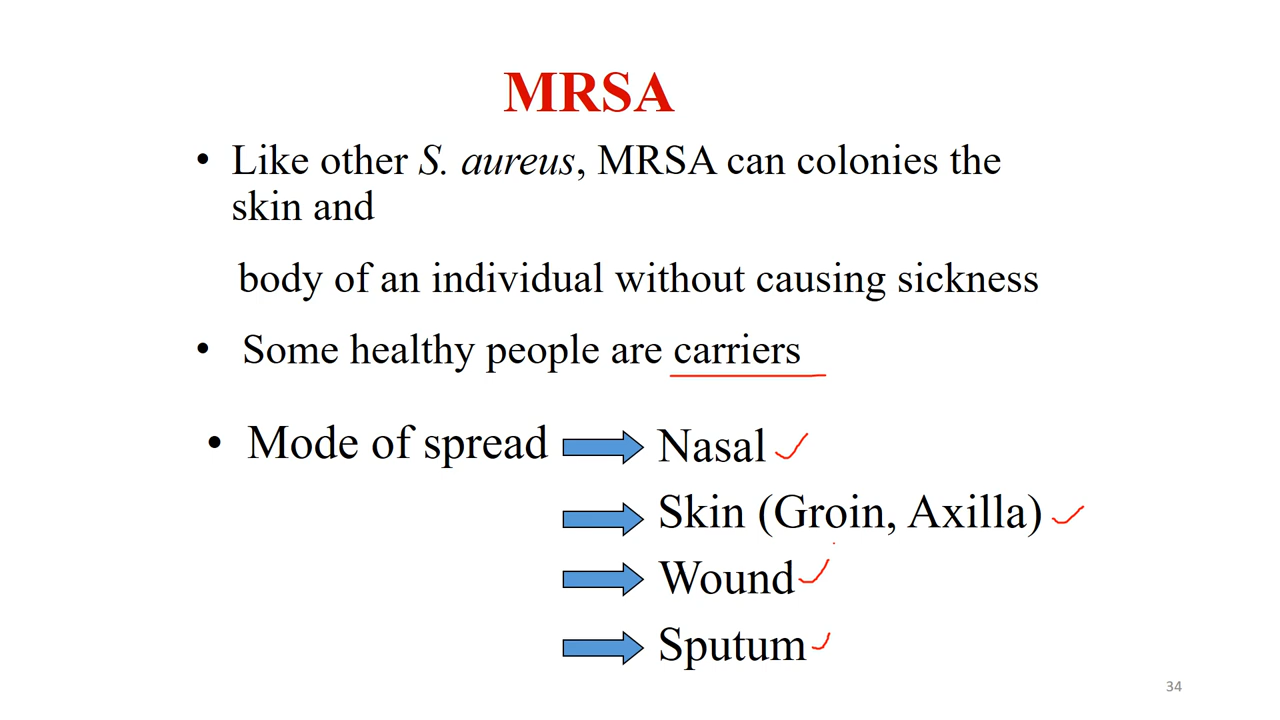 MRSA
• Like other S. aureus, MRSA can colonies the
skin and
body of an individual without causing sickness
• Some healthy people are carriers
• Mode of spread Nasal
Skin (Groin, Axilla)
Wound
Sputum
34